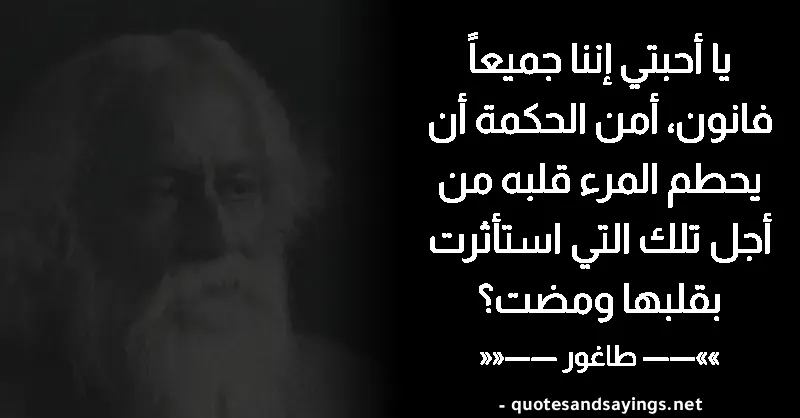 يا أحبتي إننا جميعاً
فانون، أمن الحكمة أن
يحطم المرء قلبه من
أجل تلك التي استأثرت
بقلبها ومضت؟
»»—— طاغور ——««
- quotesandsayings.net